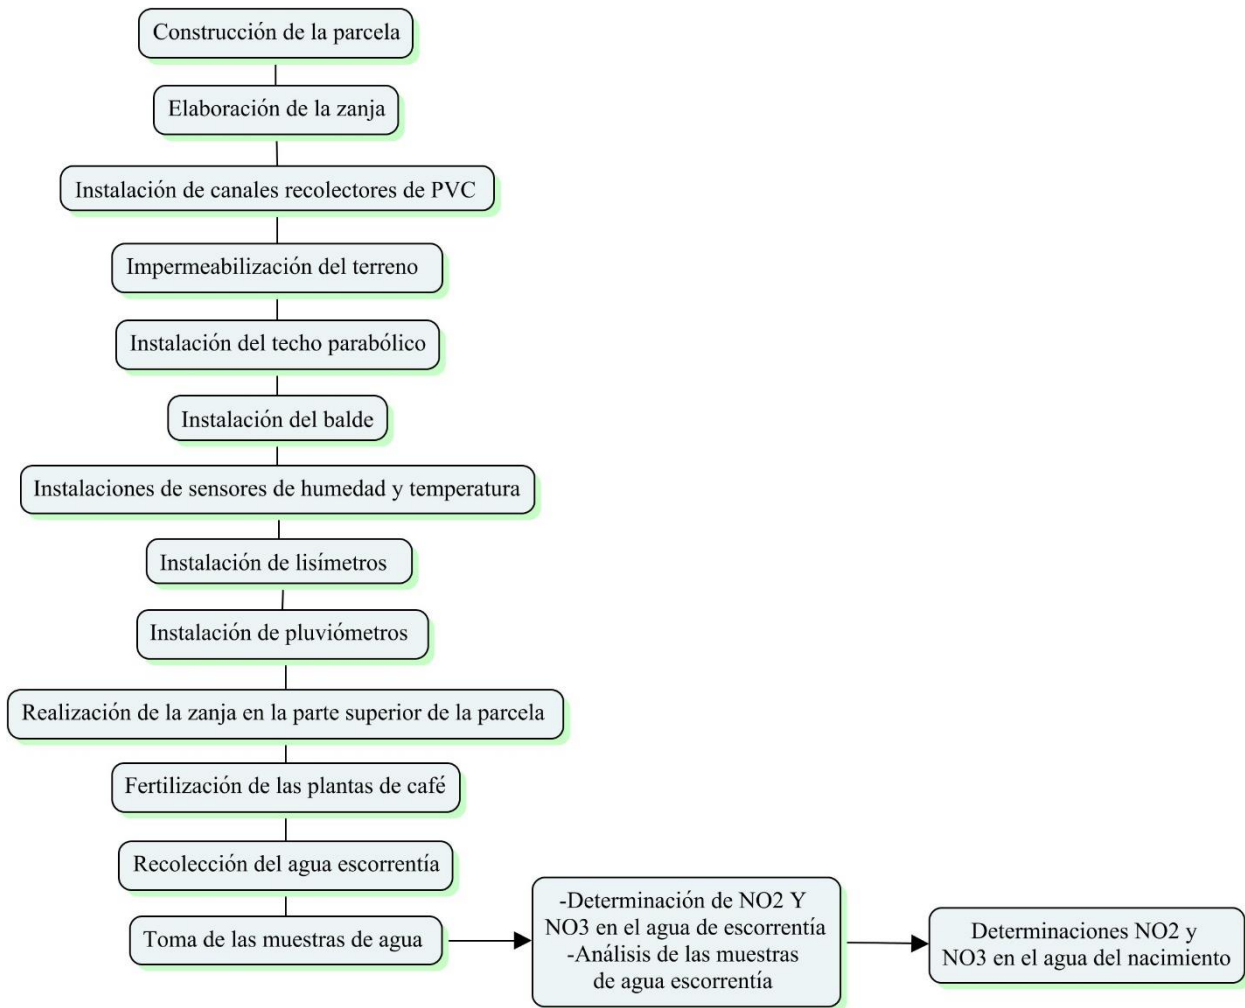 Construcción de la parcela
Elaboración de la zanja
Instalación de canales recolectores de PVC
Impermeabilización del terreno
Instalación del techo parabólico
Instalación del balde
Instalaciones de sensores de humedad y temperatura
Instalación de lisímetros
Instalación de pluviómetros
Realización de la zanja en la parte superior de la parcela
Fertilización de las plantas de café
Recolección del agua escorrentía
Toma de las muestras de agua
-Determinación de NO2 Y
NO3 en el agua de escorrentía
-Análisis de las muestras
de agua escorrentía
Determinaciones NO2 y
NO3 en el agua del nacimiento